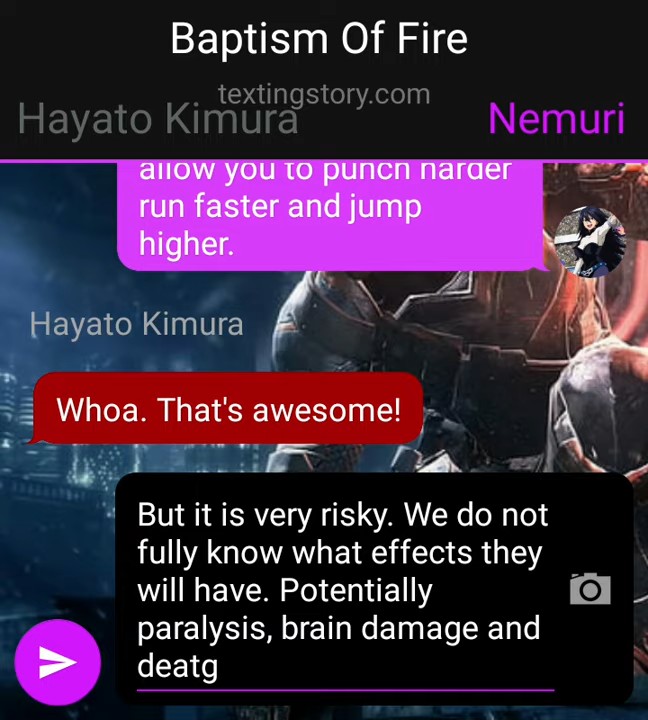 Baptism Of Fire
textingstory.com
Hayato Kimura
Nemuri
allow you to punch harder
run faster and jump
higher.
Hayato Kimura
Whoa. That's awesome!
But it is very risky. We do not
fully know what effects they
will have. Potentially
paralysis, brain damage and
deatg